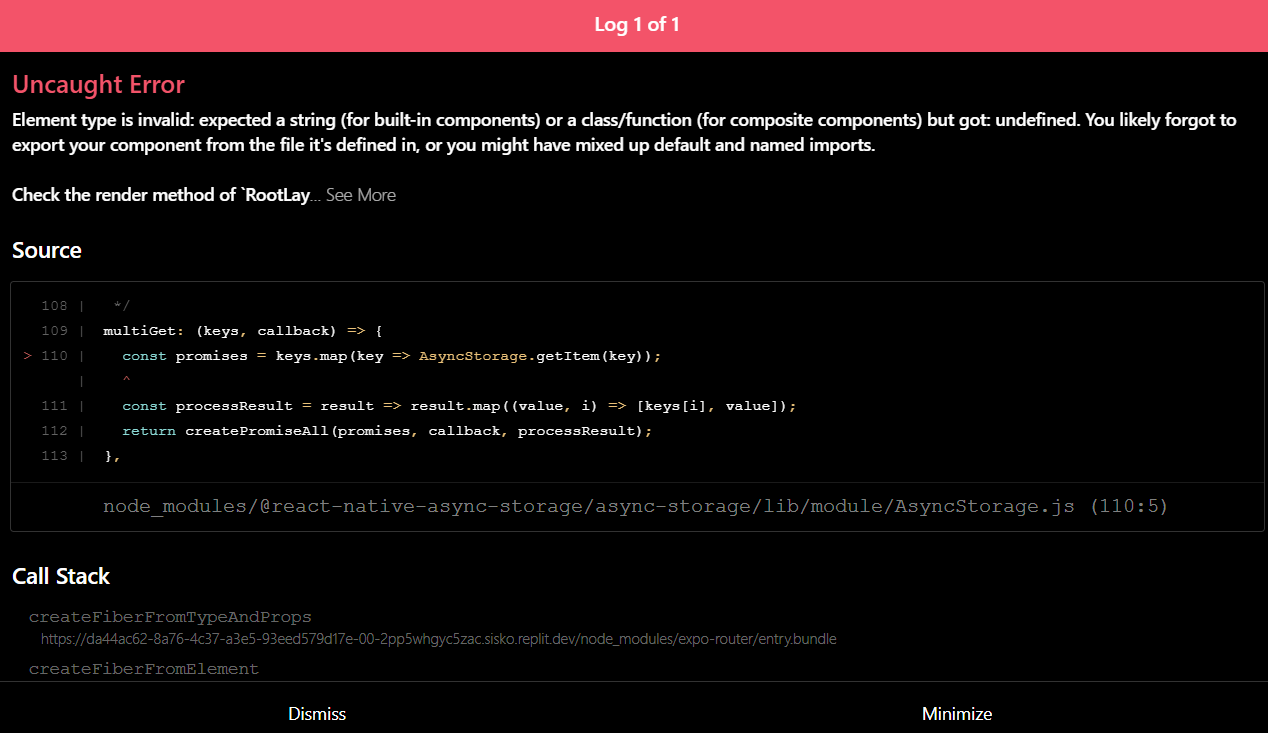 Log 1 of 1
Uncaught Error
Element type is invalid: expected a string (for built-in components) or a class/function (for composite components) but got: undefined. You likely forgot to
export your component from the file it's defined in, or you might have mixed up default and named imports.
Check the render method of `RootLay... See More
Source
108 |    */
109 |   multiGet: (keys, callback) => {
> 110 |     const promises = keys.map(key => AsyncStorage.getItem(key));
|     ^
111 |     const processResult = result => result.map((value, i) => [keys[i], value]);
112 |     return createPromiseAll(promises, callback, processResult);
113 |   },
node_modules/@react-native-async-storage/async-storage/lib/module/AsyncStorage.js (110:5)
Call Stack
createFiberFromTypeAndProps
https://da44ac62-8a76-4c37-a3e5-93eed579d17e-00-2pp5whgyc5zac.sisko.replit.dev/node_modules/expo-router/entry.bundle
createFiberFromElement
Dismiss
Minimize